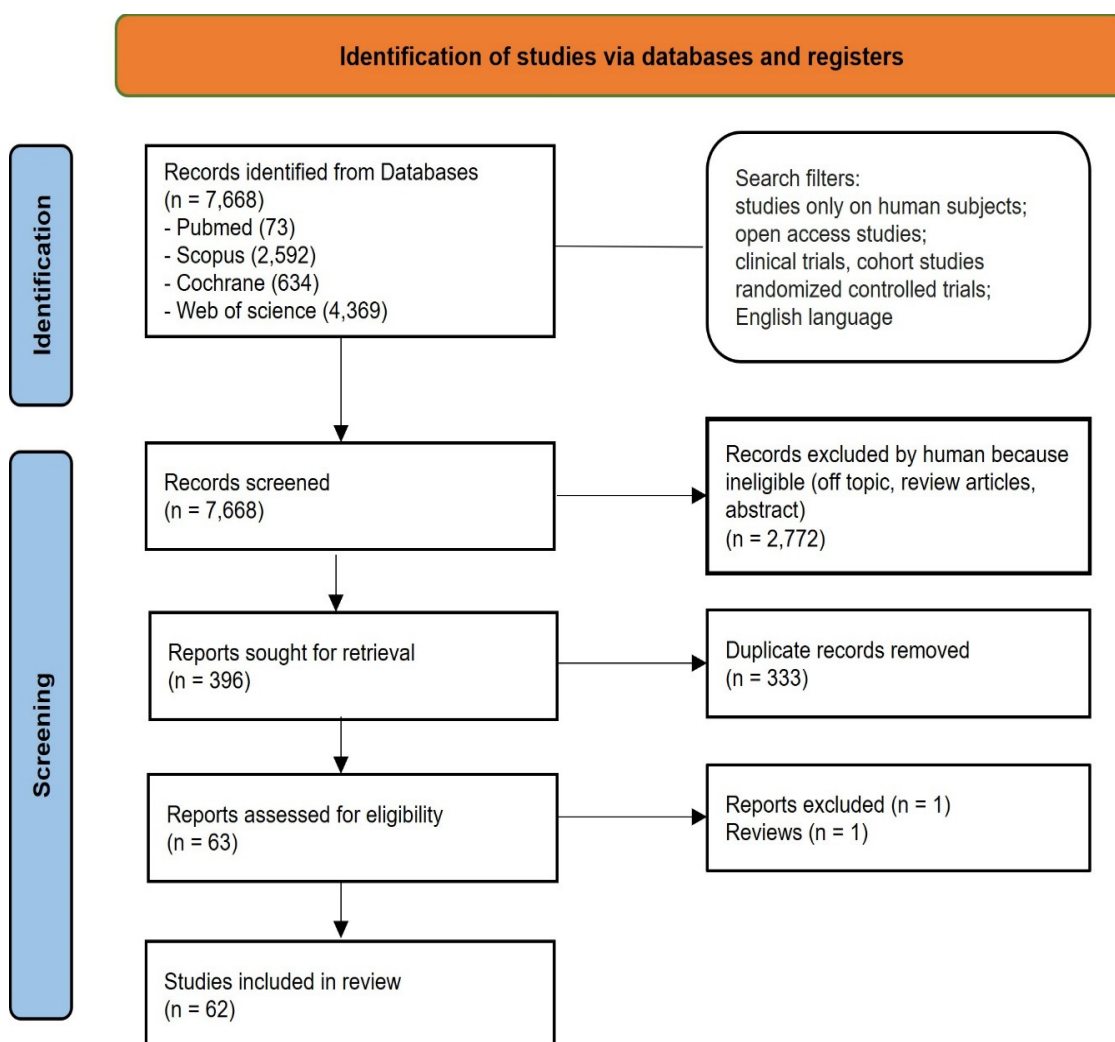 Identification of studies via databases and registers
Identification
Records identified from Databases
(n = 7,668)
- Pubmed (73)
- Scopus (2,592)
- Cochrane (634)
- Web of science (4,369)
Search filters:
studies only on human subjects;
open access studies;
clinical trials, cohort studies
randomized controlled trials;
English language
Screening
Records screened
(n = 7,668)
Records excluded by human because
ineligible (off topic, review articles,
abstract)
(n = 2,772)
Reports sought for retrieval
(n = 396)
Duplicate records removed
(n = 333)
Reports assessed for eligibility
(n = 63)
Reports excluded (n = 1)
Reviews (n = 1)
Studies included in review
(n = 62)